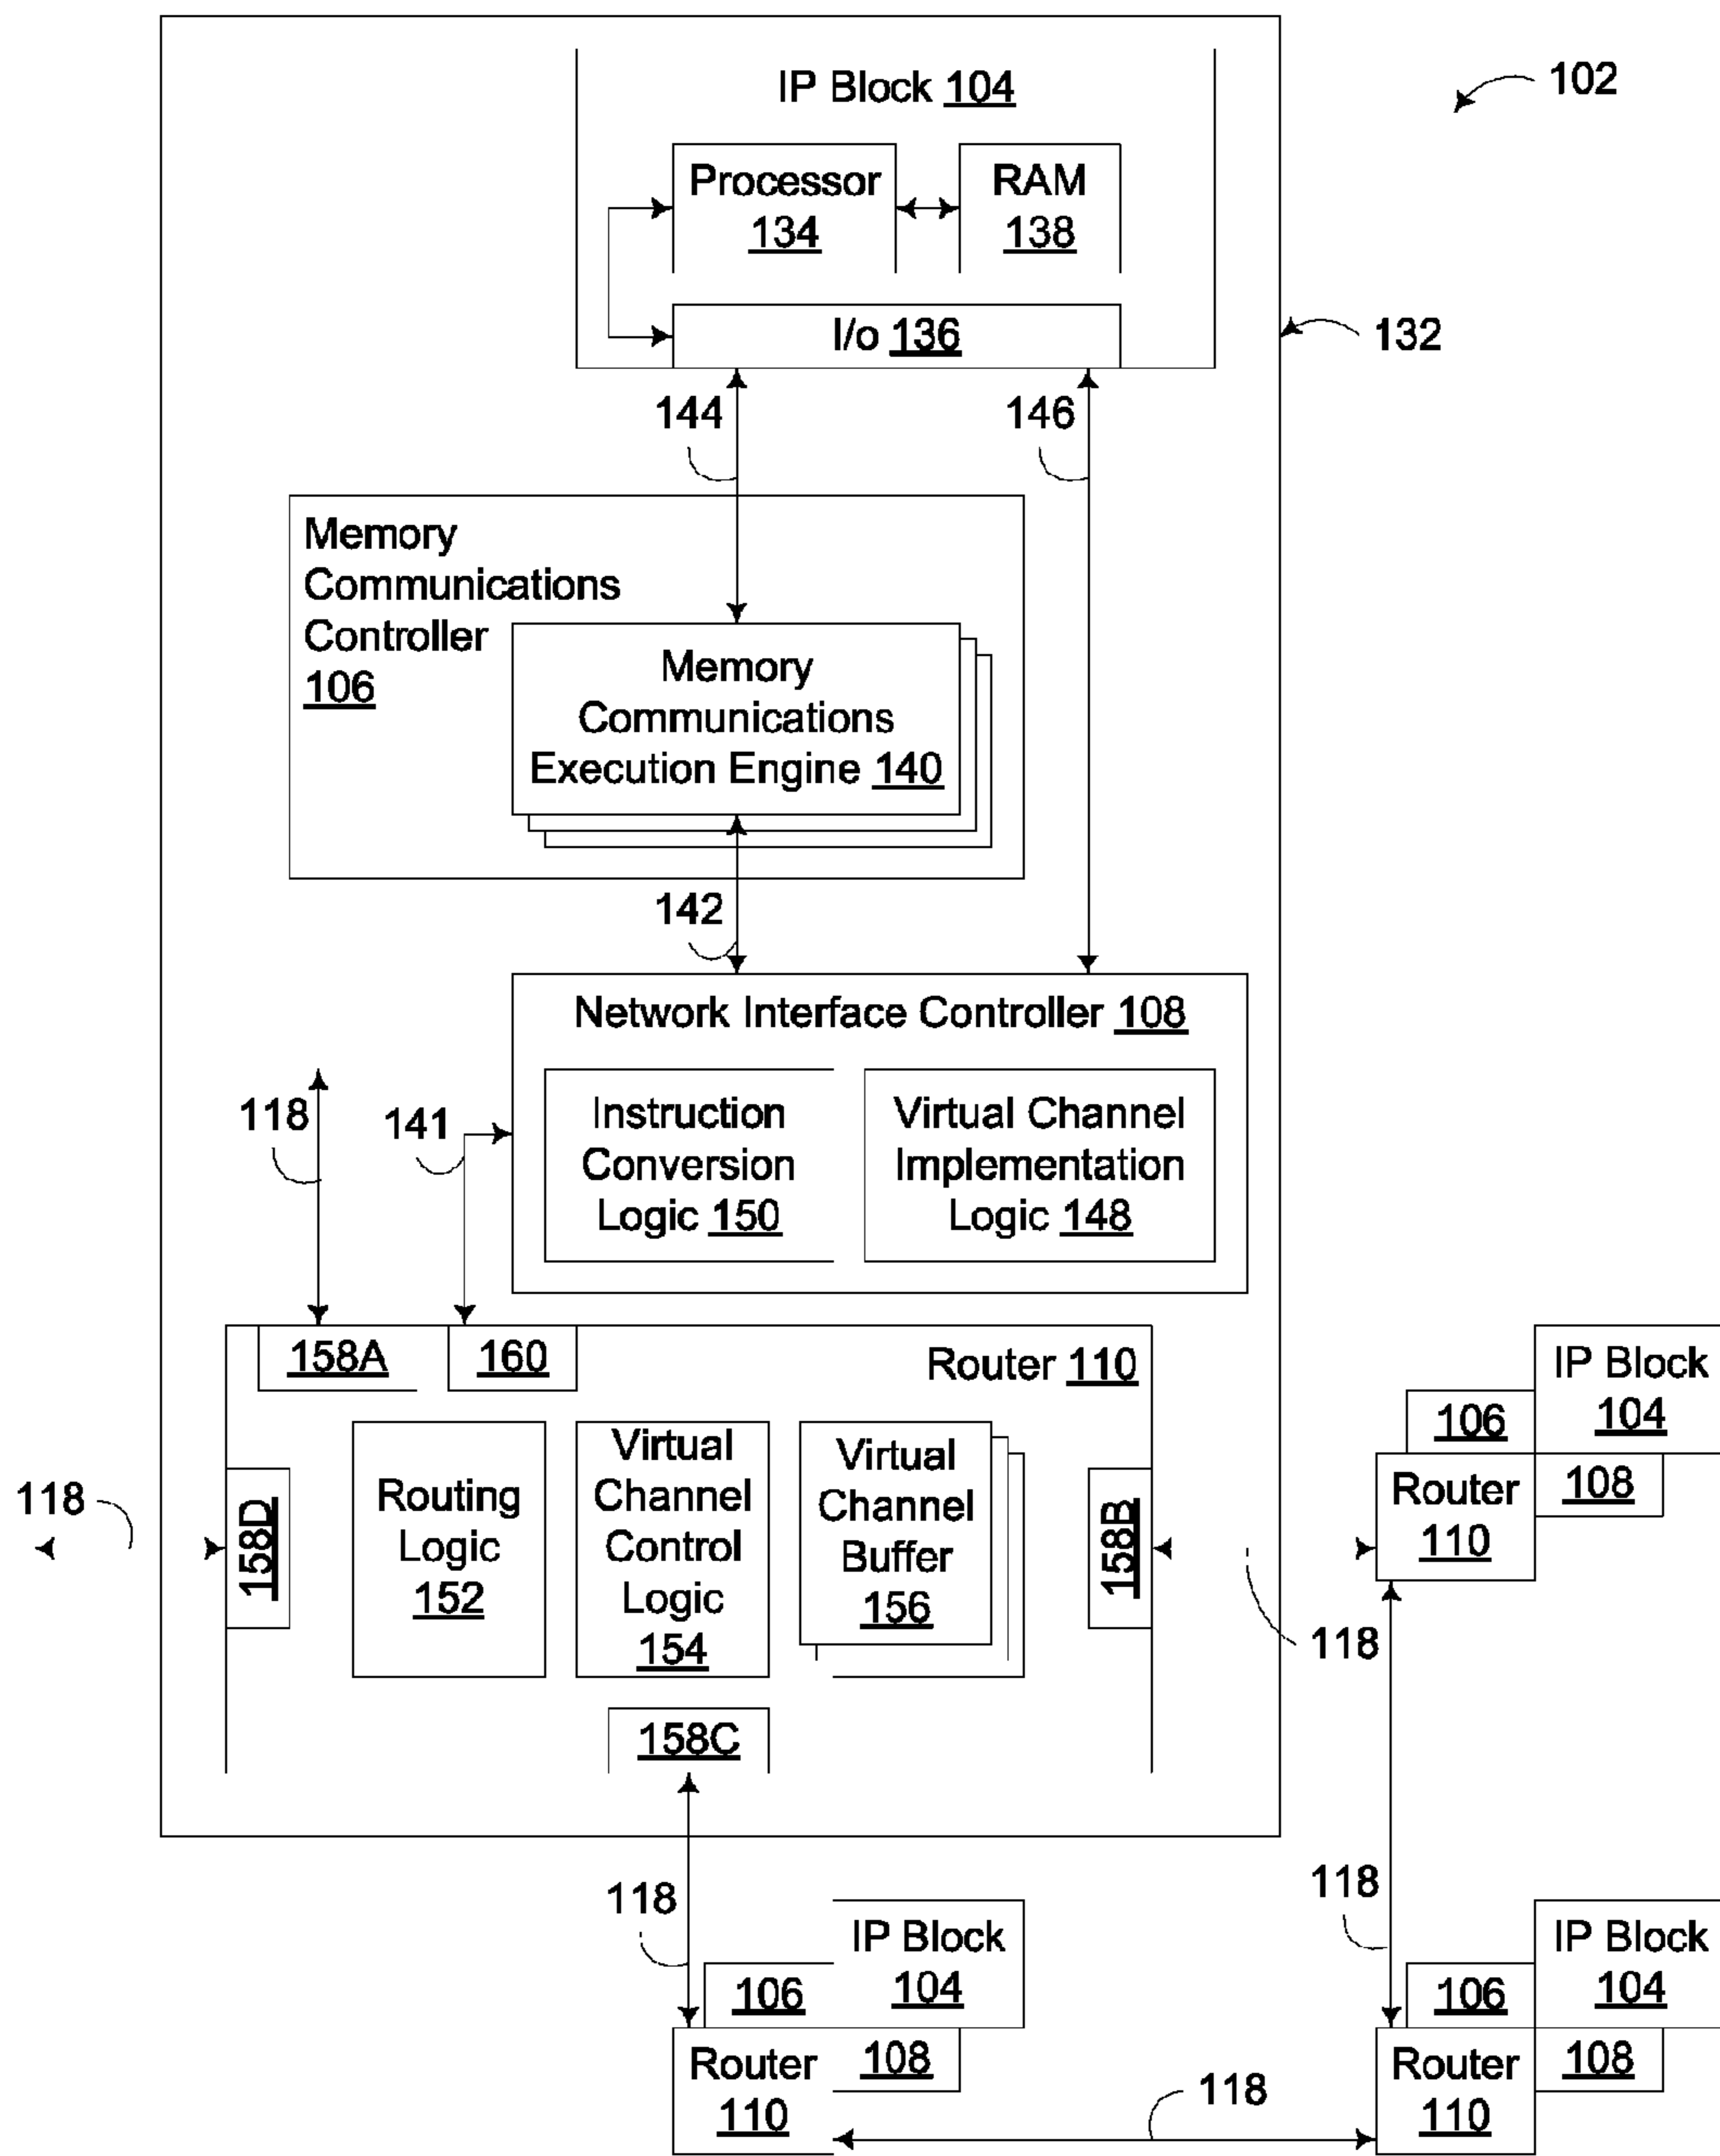 IP Block 104
102
Processor
134
RAM
138
I/o 136
132
144
146
Memory
Communications
Controller
106
Memory
Communications
Execution Engine 140
142
Network Interface Controller 108
118
141
Instruction
Conversion
Logic 150
Virtual Channel
Implementation
Logic 148
158A
160
Router 110
118
158D
Routing
Logic
152
Virtual
Channel
Control
Logic
154
Virtual
Channel
Buffer
156
158B
118
158C
IP Block
104
106
Router
110
108
118
118
IP Block
104
106
Router
110
108
118
IP Block
104
106
Router
110
108